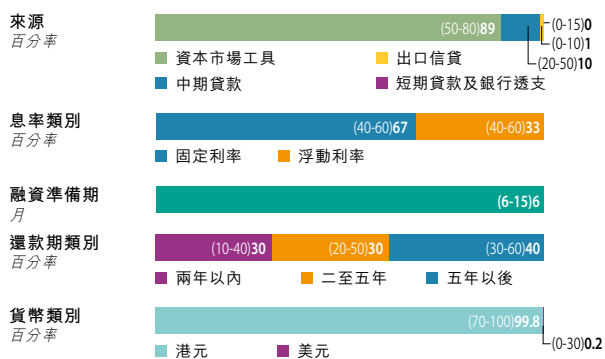 來源
百分率
(50-80)89
(0-15)0
(0-10)1
(20-50)10
資本市場工具
出口信貸
中期貸款
短期貸款及銀行透支
息率類別
百分率
(40-60)67
(40-60)33
固定利率
浮動利率
融資準備期
月
(6-15)6
還款期類別
百分率
(10-40)30
(20-50)30
(30-60)40
兩年以內
二至五年
五年以後
貨幣類別
百分率
(70-100)99.8
(0-30)0.2
港元
美元